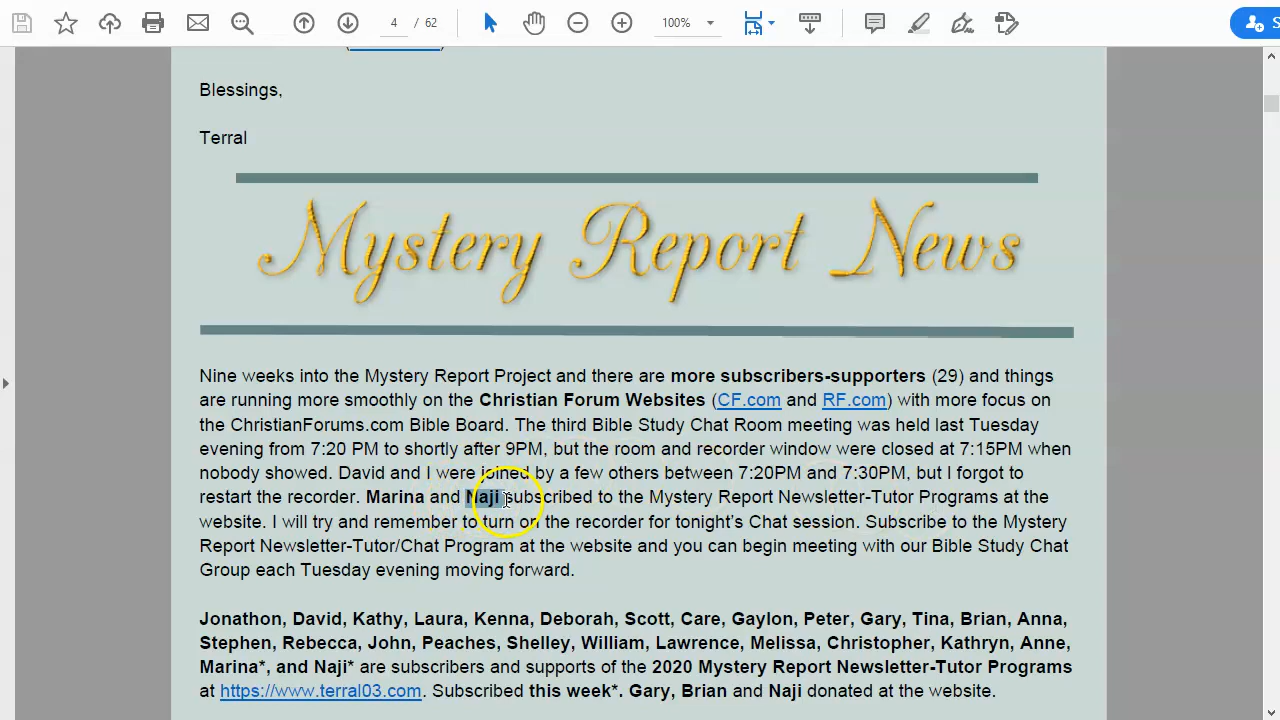 4 / 62
100%
Blessings,
Terral
Mystery Report News
Nine weeks into the Mystery Report Project and there are more subscribers-supporters (29) and things
are running more smoothly on the Christian Forum Websites (CF.com and RF.com) with more focus on
the ChristianForums.com Bible Board. The third Bible Study Chat Room meeting was held last Tuesday
evening from 7:20 PM to shortly after 9PM, but the room and recorder window were closed at 7:15PM when
nobody showed. David and I were joined by a few others between 7:20PM and 7:30PM, but I forgot to
restart the recorder. Marina and Naji subscribed to the Mystery Report Newsletter-Tutor Programs at the
website. I will try and remember to turn on the recorder for tonight’s Chat session. Subscribe to the Mystery
Report Newsletter-Tutor/Chat Program at the website and you can begin meeting with our Bible Study Chat
Group each Tuesday evening moving forward.
Jonathon, David, Kathy, Laura, Kenna, Deborah, Scott, Care, Gaylon, Peter, Gary, Tina, Brian, Anna,
Stephen, Rebecca, John, Peaches, Shelley, William, Lawrence, Melissa, Christopher, Kathryn, Anne,
Marina*, and Naji* are subscribers and supports of the 2020 Mystery Report Newsletter-Tutor Programs
at https://www.terral03.com. Subscribed this week*. Gary, Brian and Naji donated at the website.